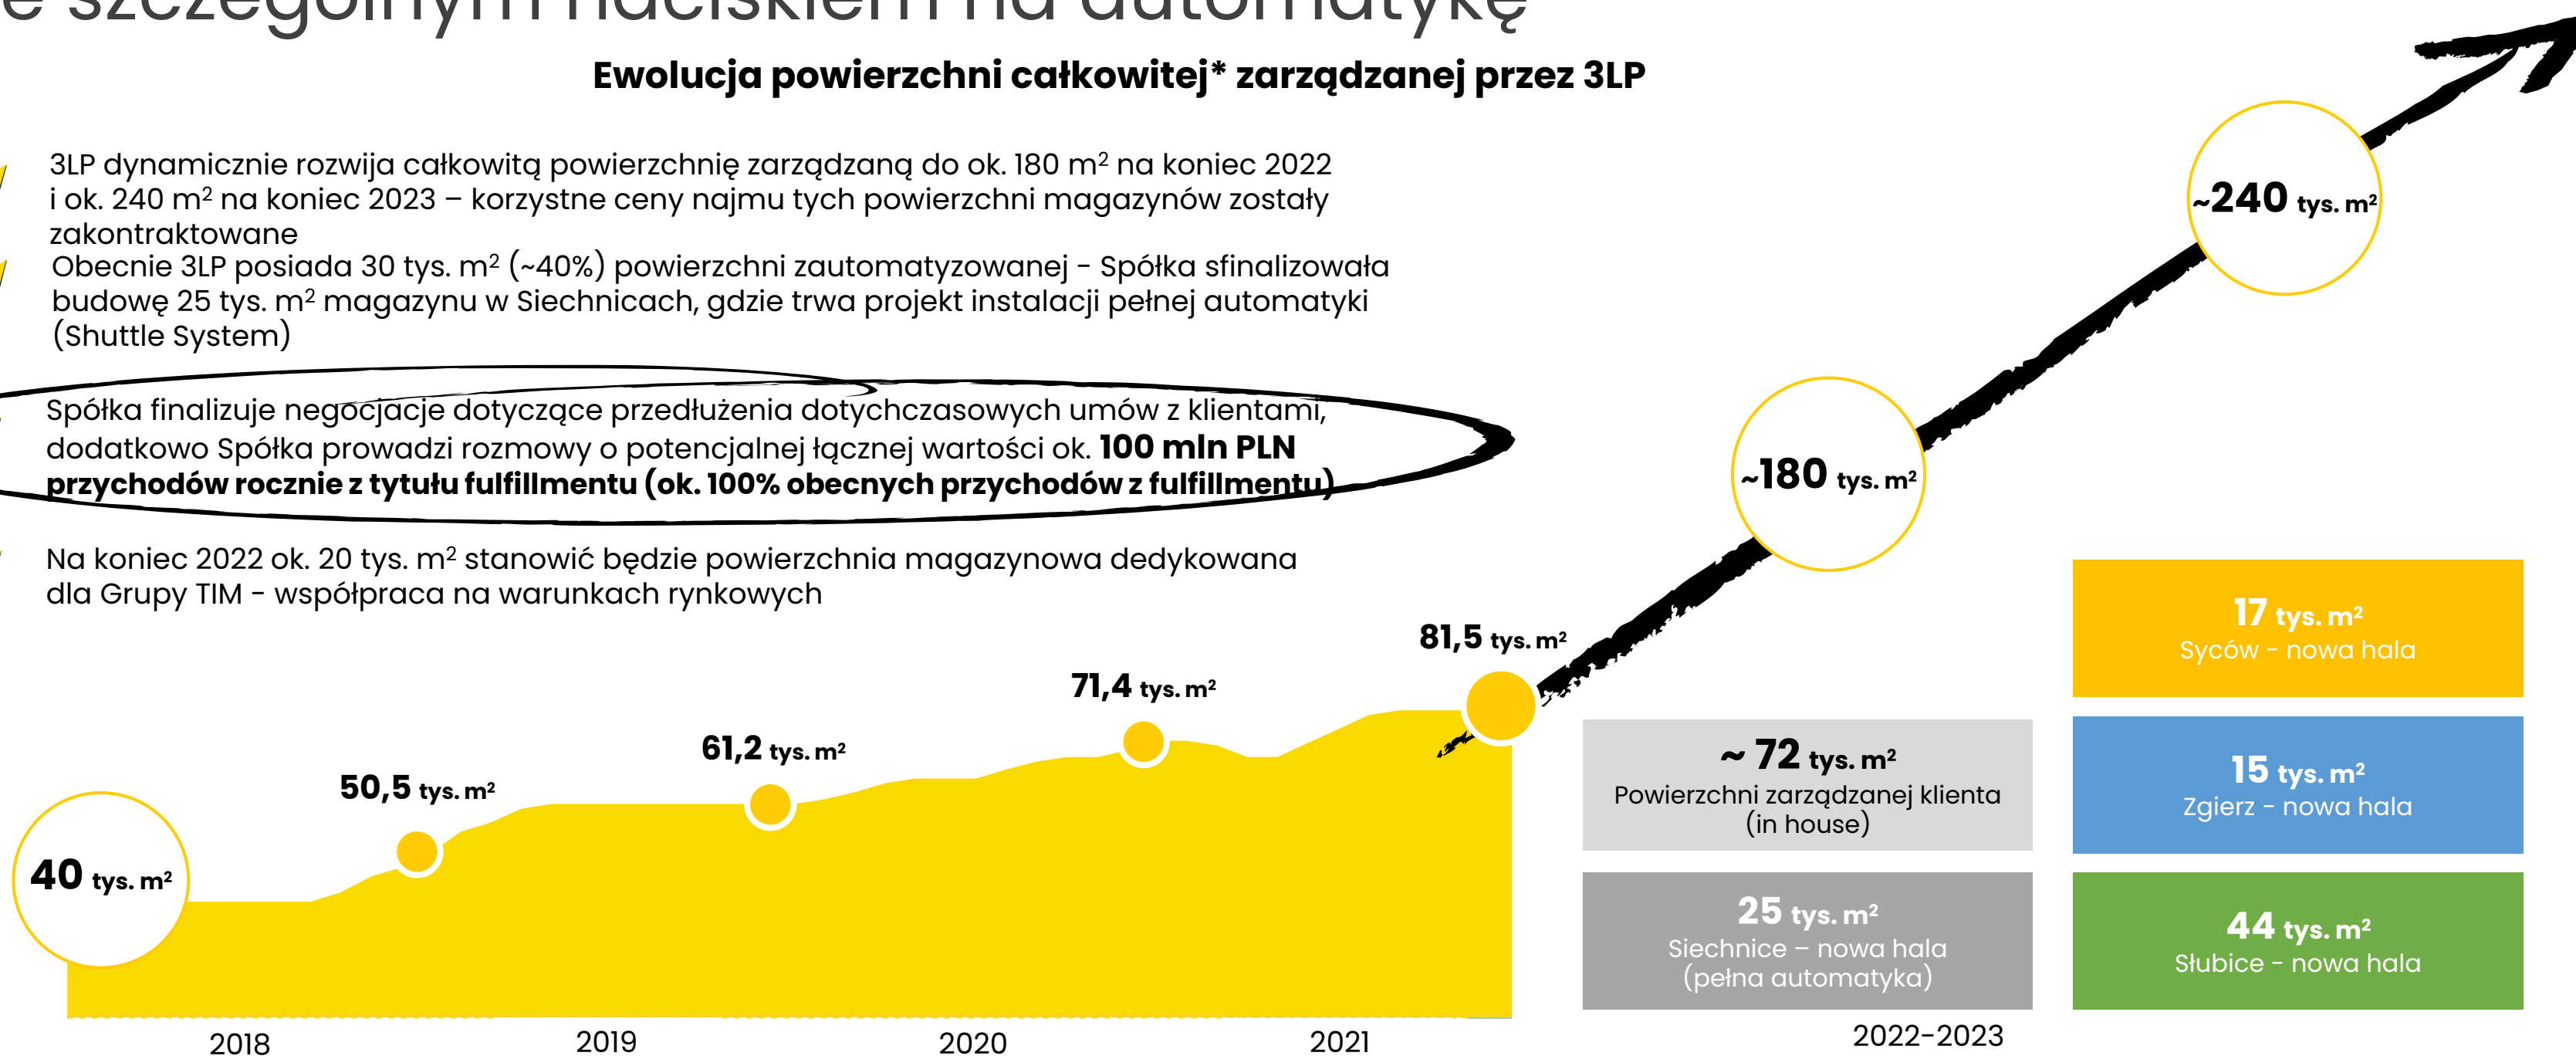 e szczególnym naciskiem na automatykę
Ewolucja powierzchni całkowitej* zarządzanej przez 3LP
3LP dynamicznie rozwija całkowitą powierzchnię zarządzaną do ok. 180 m² na koniec 2022
i ok. 240 m² na koniec 2023 – korzystne ceny najmu tych powierzchni magazynów zostały
zakontraktowane
Obecnie 3LP posiada 30 tys. m² (~40%) powierzchni zautomatyzowanej - Spółka sfinalizowała
budowę 25 tys. m² magazynu w Siechnicach, gdzie trwa projekt instalacji pełnej automatyki
(Shuttle System)
Spółka finalizuje negocjacje dotyczące przedłużenia dotychczasowych umów z klientami,
dodatkowo Spółka prowadzi rozmowy o potencjalnej łącznej wartości ok. 100 mln PLN
przychodów rocznie z tytułu fulfillmentu (ok. 100% obecnych przychodów z fulfillmentu)
Na koniec 2022 ok. 20 tys. m² stanowić będzie powierzchnia magazynowa dedykowana
dla Grupy TIM - współpraca na warunkach rynkowych
40 tys. m²
50,5 tys. m²
61,2 tys. m²
71,4 tys. m²
81,5 tys. m²
~180 tys. m²
~240 tys. m²
~ 72 tys. m²
Powierzchni zarządzanej klienta
(in house)
25 tys. m²
Siechnice – nowa hala
(pełna automatyka)
17 tys. m²
Syców - nowa hala
15 tys. m²
Zgierz - nowa hala
44 tys. m²
Słubice - nowa hala
2018
2019
2020
2021
2022-2023